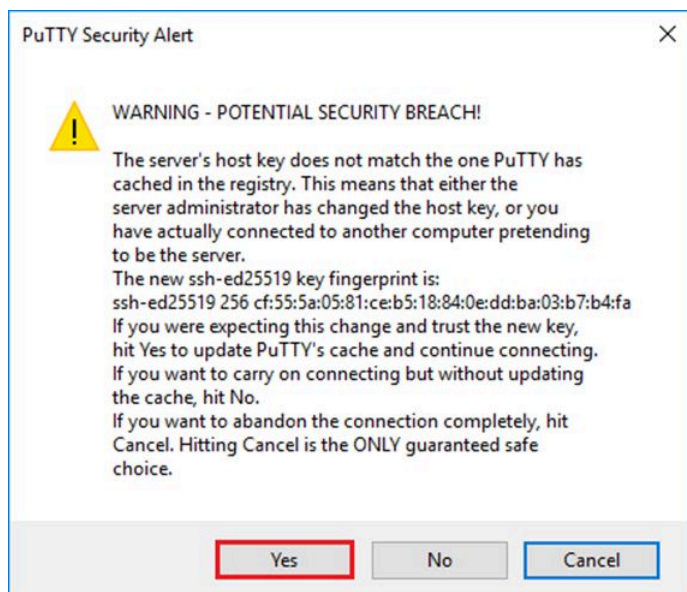 PuTTY Security Alert
WARNING - POTENTIAL SECURITY BREACH!
The server's host key does not match the one PuTTY has
cached in the registry. This means that either the
server administrator has changed the host key, or you
have actually connected to another computer pretending
to be the server.
The new ssh-ed25519 key fingerprint is:
ssh-ed25519 256 cf:55:5a:05:81:ce:b5:18:84:0e:dd:ba:03:b7:b4:fa
If you were expecting this change and trust the new key,
hit Yes to update PuTTY's cache and continue connecting.
If you want to carry on connecting but without updating
the cache, hit No.
If you want to abandon the connection completely, hit
Cancel. Hitting Cancel is the ONLY guaranteed safe
choice.
Yes No Cancel